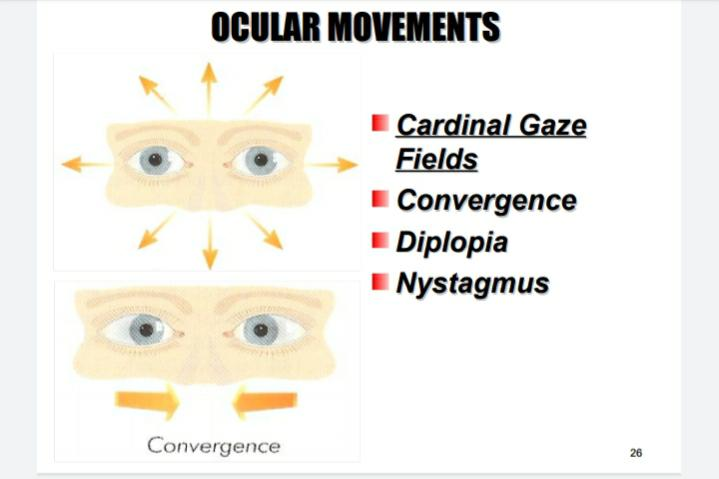 OCULAR MOVEMENTS
Cardinal Gaze
Fields
Convergence
Diplopia
Nystagmus
Convergence
26